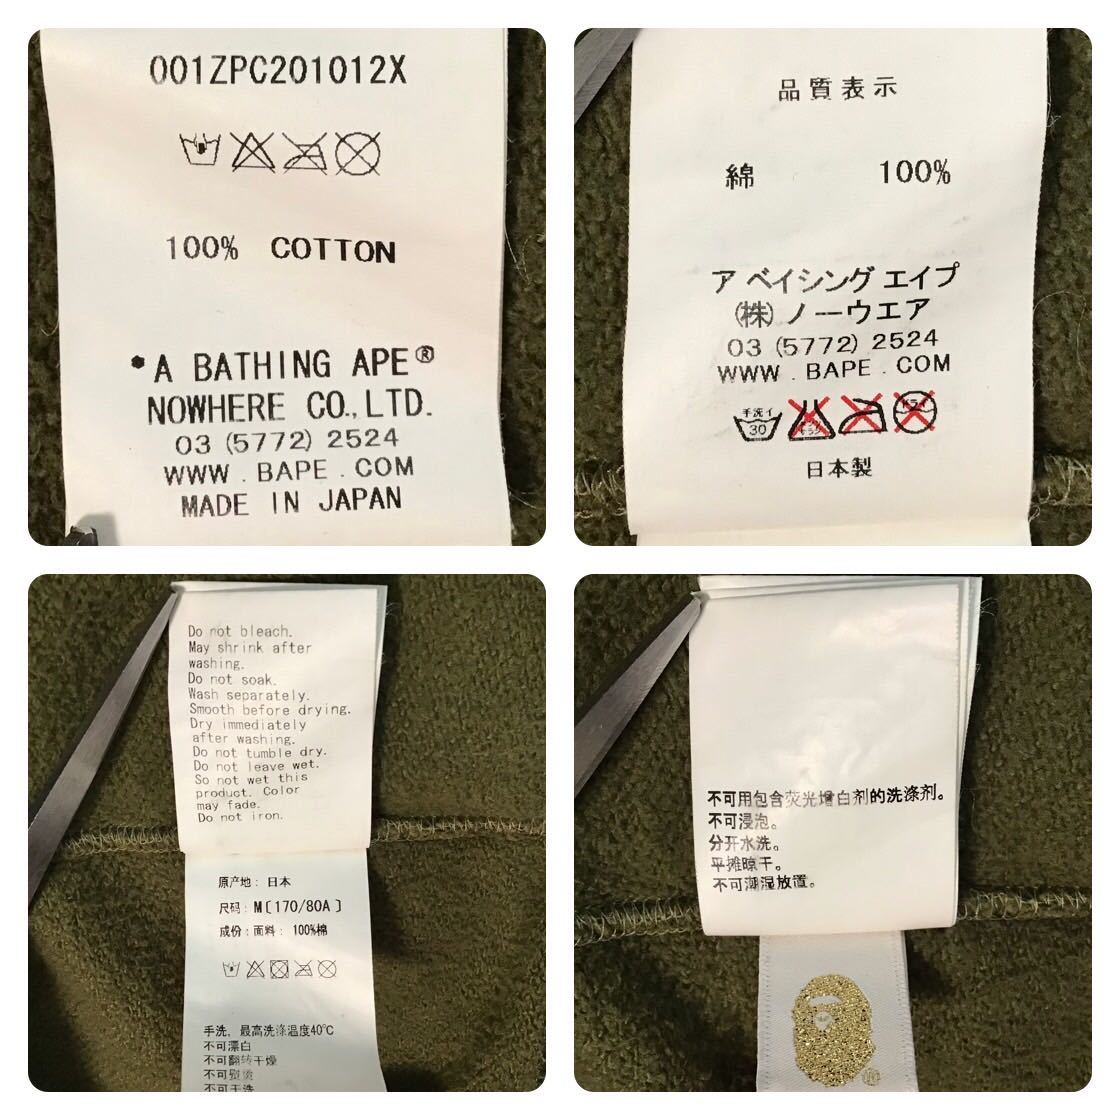 001ZPC201012X
100% COTTON
*A BATHING APE®
NOWHERE CO.,LTD.
03 (5772) 2524
WWW . BAPE . COM
MADE IN JAPAN
品質表示
綿 100%
ア ベイシング エイプ
(株) ノーウエア
03 (5772) 2524
WWW . BAPE . COM
手洗イ
30
日本製
Do not bleach.
May shrink after
washing.
Do not soak.
Wash separately.
Smooth before drying.
Dry immediately
after washing.
Do not tumble dry.
Do not leave wet.
So not wet this
product. Color
may fade.
Do not iron.
原产地: 日本
尺码: M(170/80A)
成份: 面料: 100%棉
手洗, 最高洗涤温度40℃
不可漂白
不可翻转干燥
不可熨烫
不可干洗
不可用包含荧光增白剂的洗涤剂。
不可浸泡。
分开水洗。
平摊晾干。
不可潮湿放置。
®